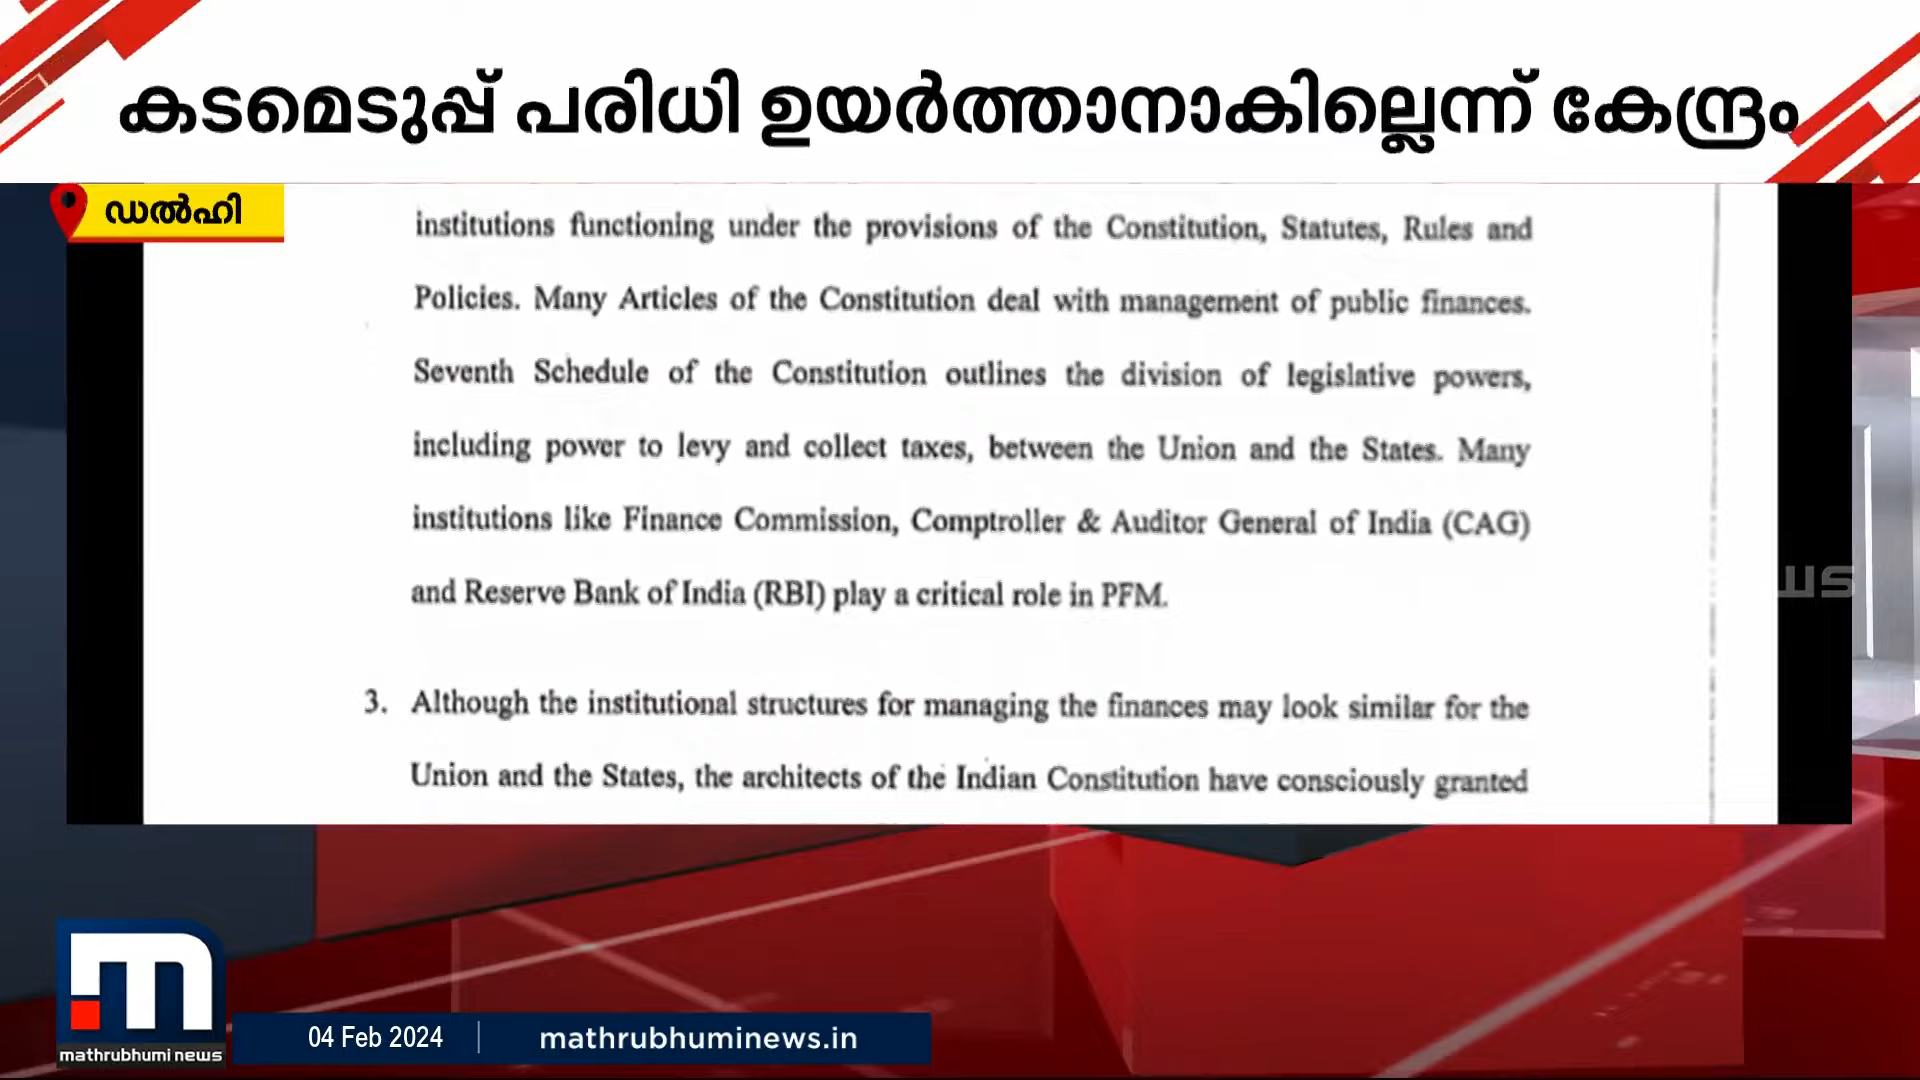 കടമെടുപ്പ് പരിധി ഉയർത്താനാകില്ലെന്ന് കേന്ദ്രം
ഡൽഹി
institutions functioning under the provisions of the Constitution, Statutes, Rules and
Policies. Many Articles of the Constitution deal with management of public finances.
Seventh Schedule of the Constitution outlines the division of legislative powers,
including power to levy and collect taxes, between the Union and the States. Many
institutions like Finance Commission, Comptroller & Auditor General of India (CAG)
and Reserve Bank of India (RBI) play a critical role in PFM.
3. Although the institutional structures for managing the finances may look similar for the
Union and the States, the architects of the Indian Constitution have consciously granted
mathrubhumi news
04 Feb 2024
mathrubhuminews.in